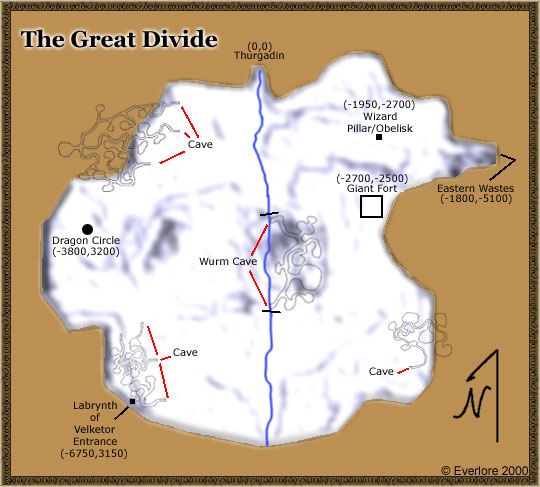 The Great Divide
(0,0)
Thurgadin
(-1950,-2700)
Wizard
Pillar/Obelisk
Cave
(-2700,-2500)
Giant Fort
Eastern Wastes
(-1800,-5100)
Dragon Circle
(-3800,3200)
Wurm Cave
Cave
Cave
Labrynth
of
Velketor
Entrance
(-6750,3150)
N
© Everlore 2000